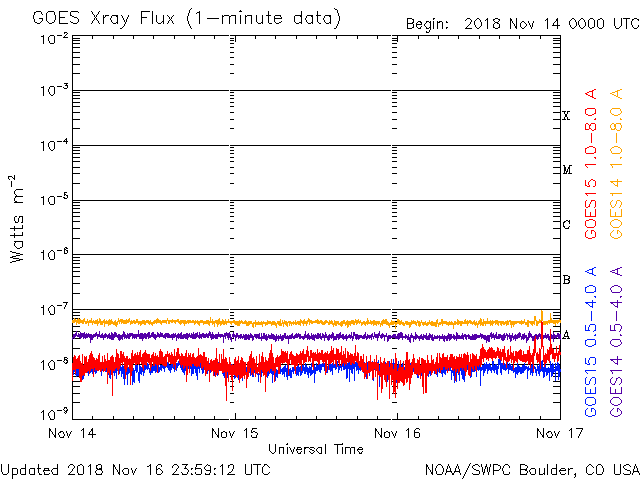 GOES Xray Flux (1-minute data)
Begin: 2018 Nov 14 0000 UTC
10⁻²
10⁻³
10⁻⁴
10⁻⁵
10⁻⁶
10⁻⁷
10⁻⁸
10⁻⁹
Watts m⁻²
X
M
C
B
A
GOES15 1.0-8.0 A
GOES14 1.0-8.0 A
GOES15 0.5-4.0 A
GOES14 0.5-4.0 A
Nov 14
Nov 15
Nov 16
Nov 17
Universal Time
Updated 2018 Nov 16 23:59:12 UTC
NOAA/SWPC Boulder, CO USA